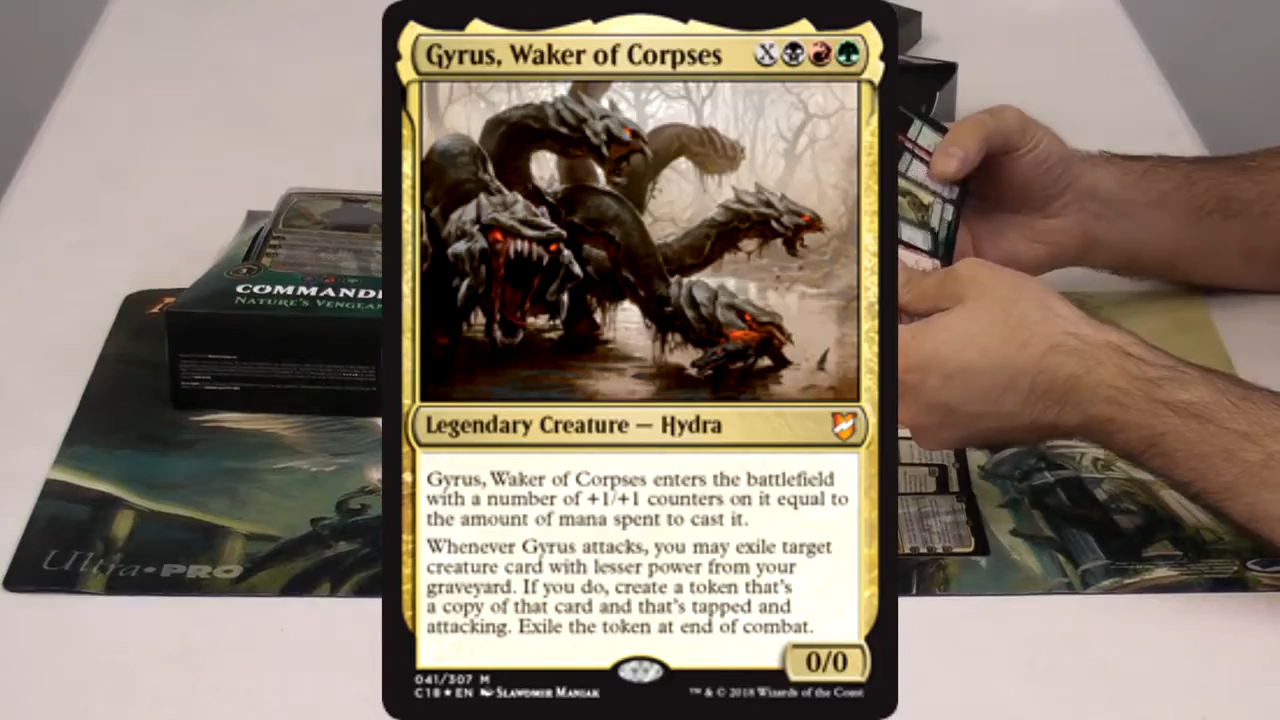 Gyrus, Waker of Corpses
X
Legendary Creature — Hydra
Gyrus, Waker of Corpses enters the battlefield
with a number of +1/+1 counters on it equal to
the amount of mana spent to cast it.
Whenever Gyrus attacks, you may exile target
creature card with lesser power from your
graveyard. If you do, create a token that's
a copy of that card and that's tapped and
attacking. Exile the token at end of combat.
0/0
041/307 M
C18 ★ EN Slawomir Maniak
™ & © 2018 Wizards of the Coast
COMMAND
NATURE'S VENGEAN
Ultra•PRO